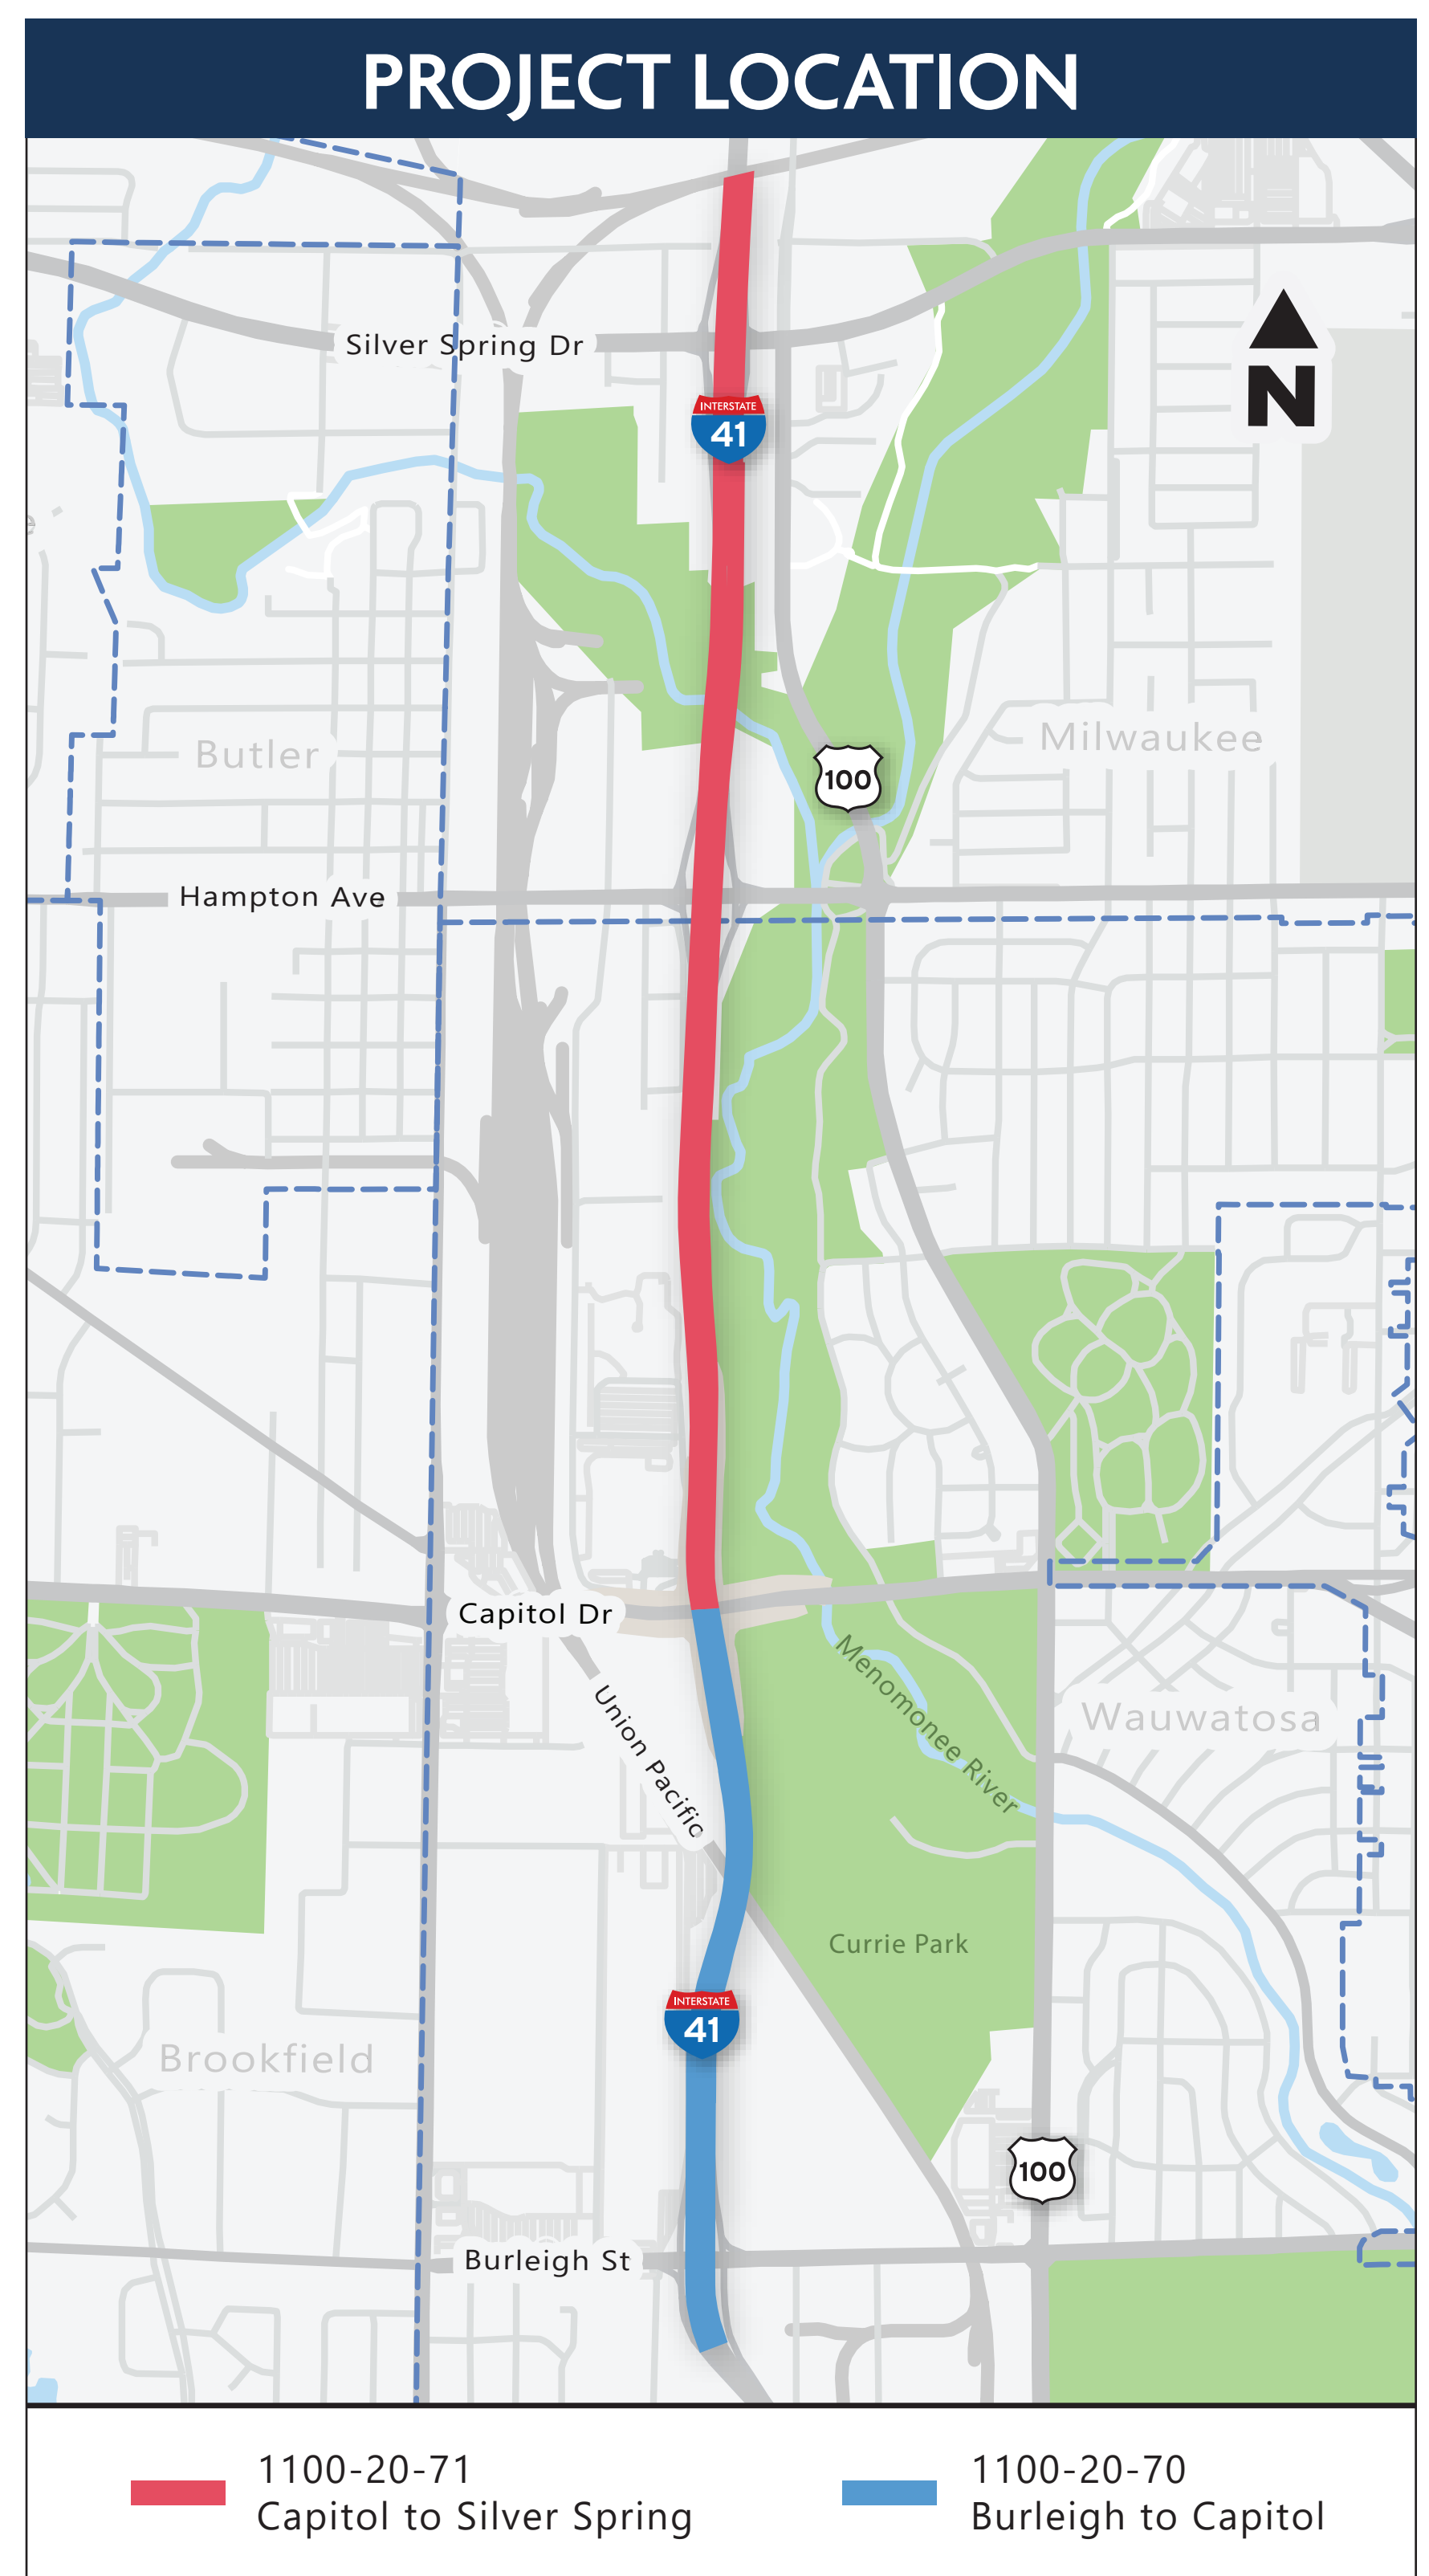 PROJECT LOCATION
Silver Spring Dr
INTERSTATE
41
N
Butler
Milwaukee
100
Hampton Ave
Capitol Dr
Menomonee River
Union Pacific
Wauwatosa
Currie Park
INTERSTATE
41
Brookfield
100
Burleigh St
1100-20-71
Capitol to Silver Spring
1100-20-70
Burleigh to Capitol